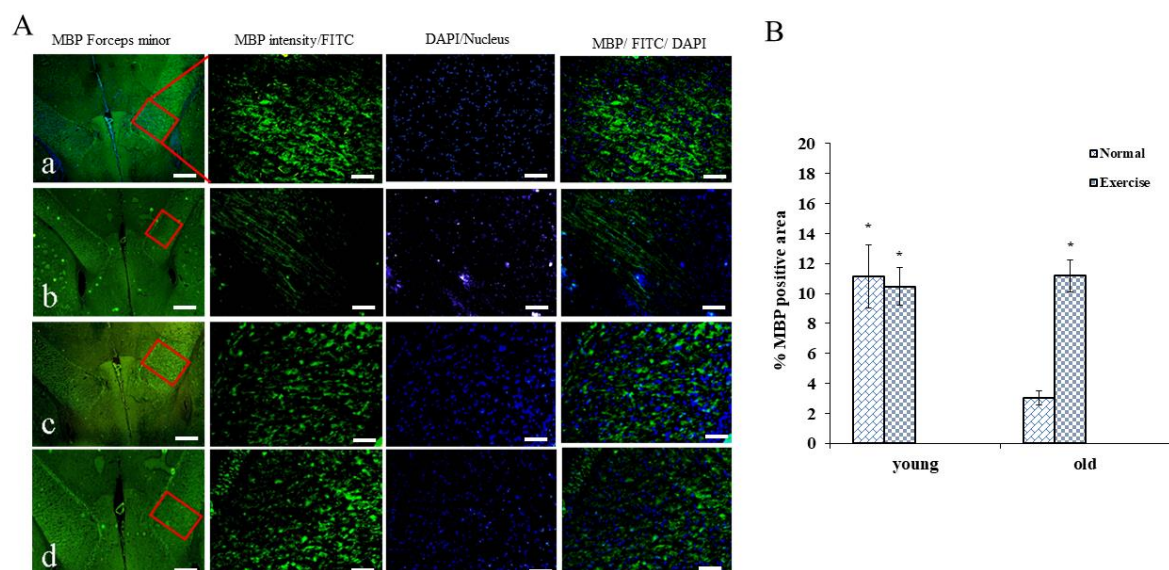 A
MBP Forceps minor
MBP intensity/FITC
DAPI/Nucleus
MBP/ FITC/ DAPI
a
b
c
d
B
% MBP positive area
20
18
16
14
12
10
8
6
4
2
0
Normal
Exercise
*
*
*
young
old